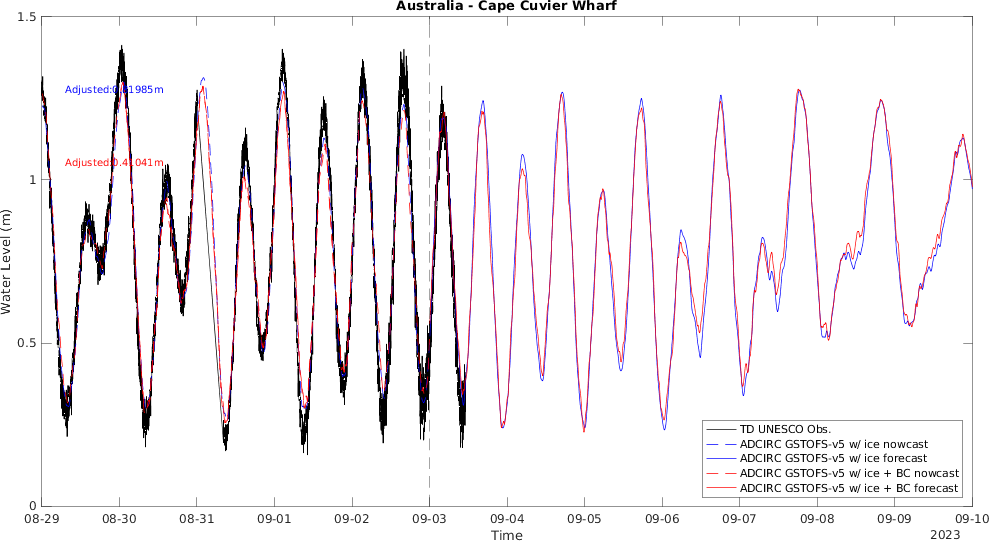 Australia - Cape Cuvier Wharf
1.5
1
0.5
0
Water Level (m)
Adjusted:0.41985m
Adjusted:0.41041m
TD UNESCO Obs.
ADCIRC GSTOFS-v5 w/ ice nowcast
ADCIRC GSTOFS-v5 w/ ice forecast
ADCIRC GSTOFS-v5 w/ ice + BC nowcast
ADCIRC GSTOFS-v5 w/ ice + BC forecast
08-29 08-30 08-31 09-01 09-02 09-03 09-04 09-05 09-06 09-07 09-08 09-09 09-10
Time
2023